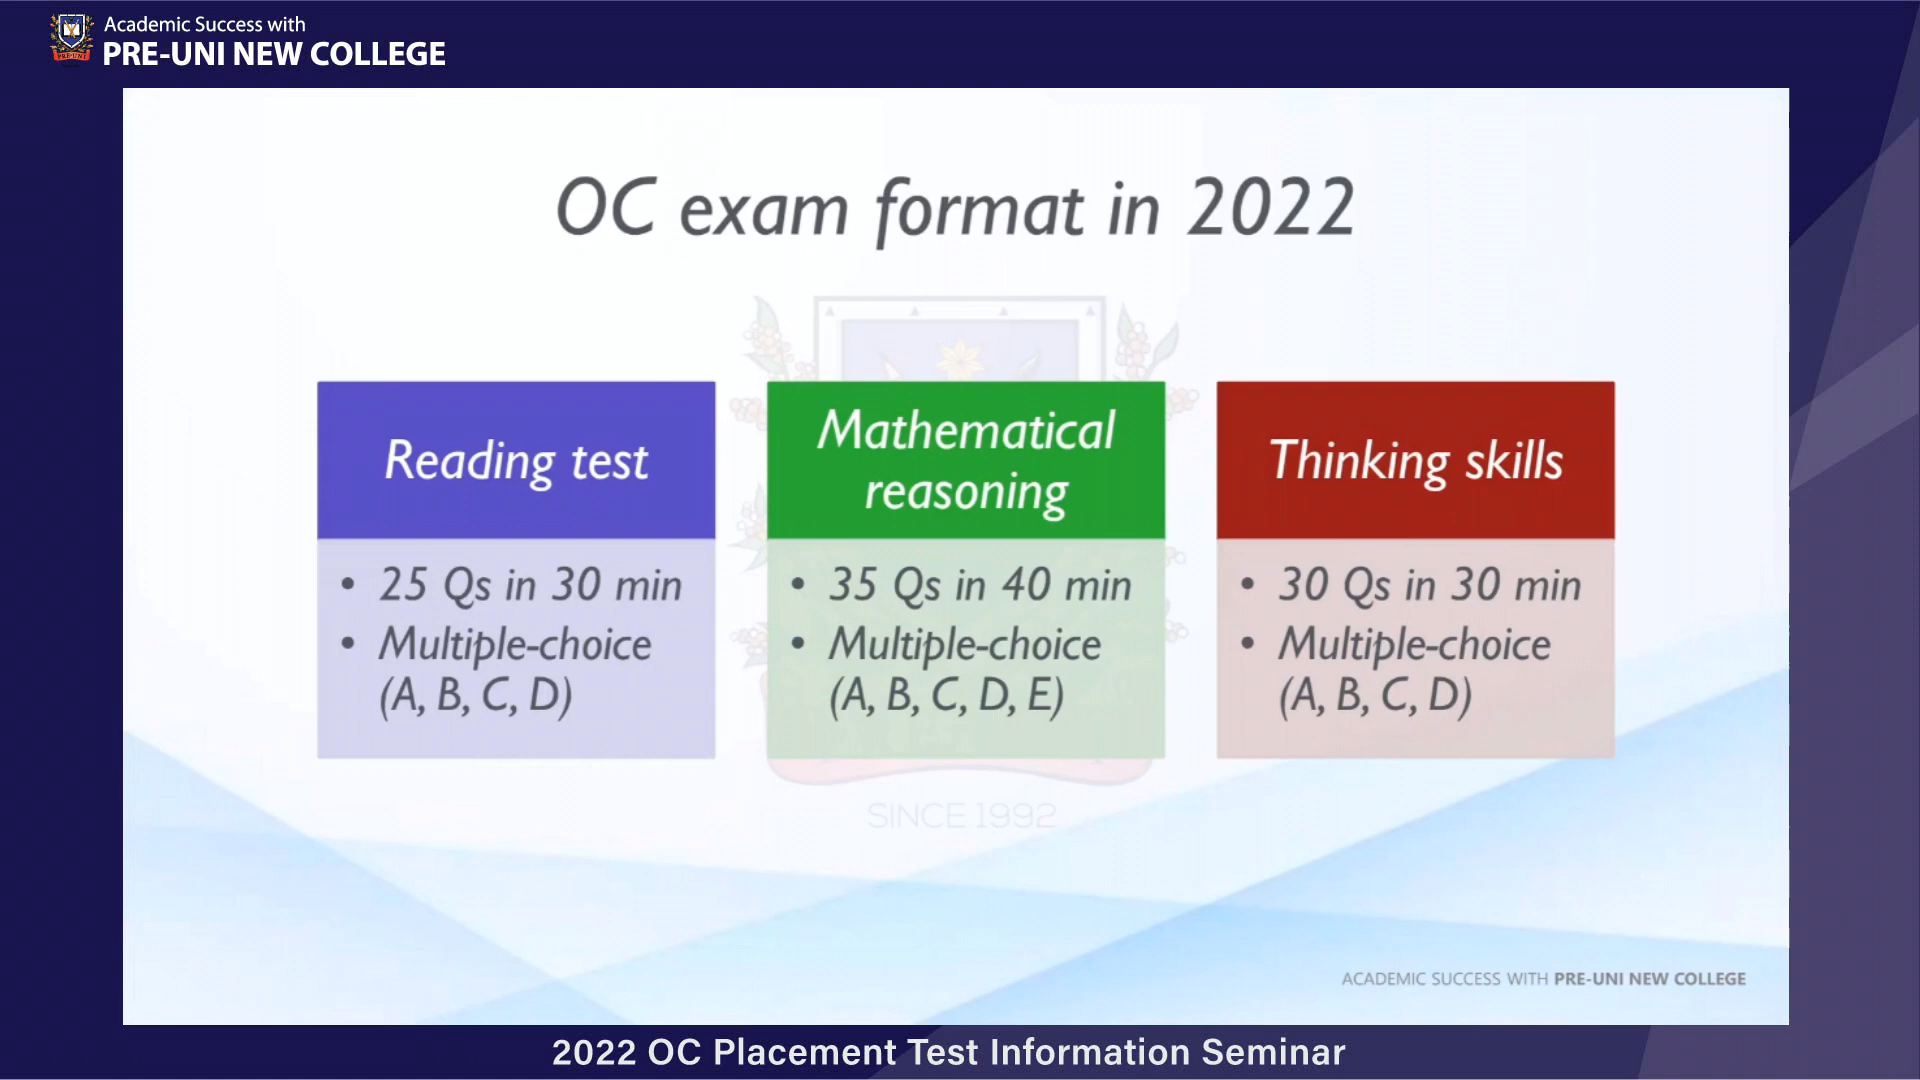 Academic Success with
PRE-UNI NEW COLLEGE
OC exam format in 2022
Reading test
• 25 Qs in 30 min
• Multiple-choice
(A, B, C, D)
Mathematical
reasoning
• 35 Qs in 40 min
• Multiple-choice
(A, B, C, D, E)
Thinking skills
• 30 Qs in 30 min
• Multiple-choice
(A, B, C, D)
SINCE 1992
ACADEMIC SUCCESS WITH PRE-UNI NEW COLLEGE
2022 OC Placement Test Information Seminar